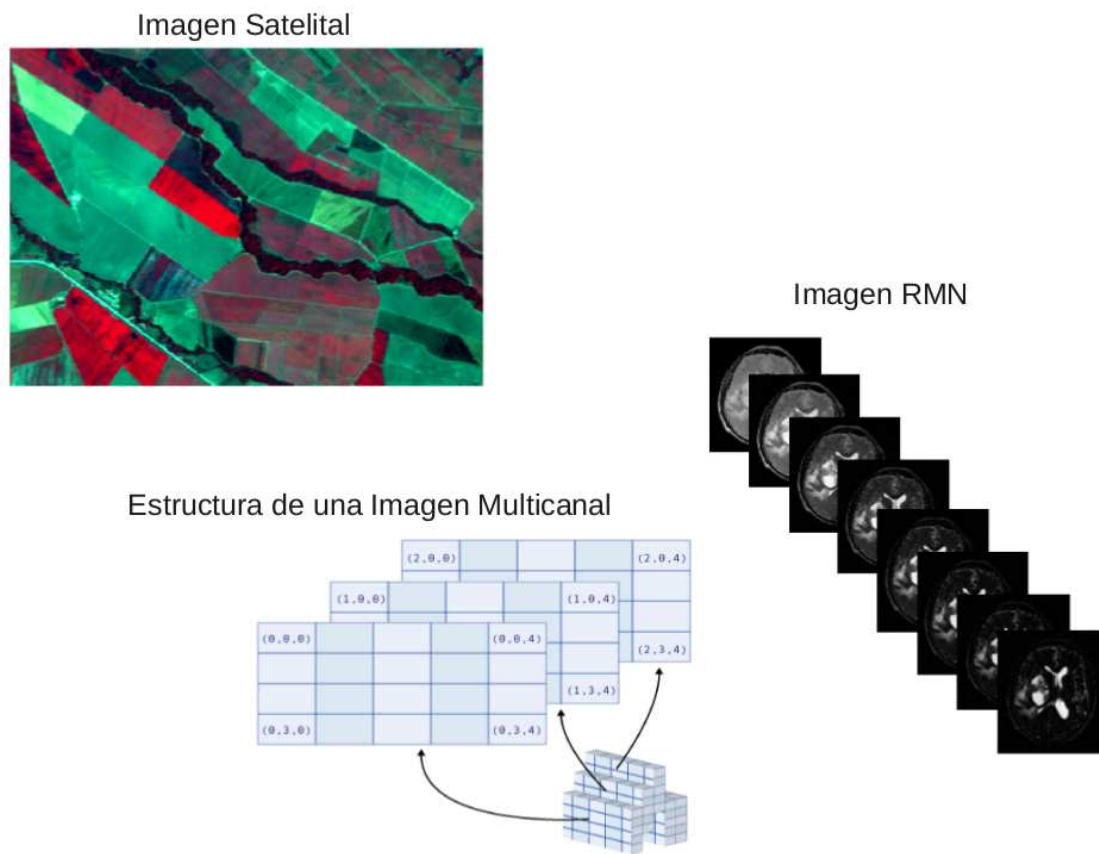 Imagen Satelital
Imagen RMN
Estructura de una Imagen Multicanal
(2,0,0) (2,0,4)
(1,0,0) (1,0,4)
(0,0,0) (0,0,4)
(2,3,4)
(1,3,4)
(0,3,0) (0,3,4)